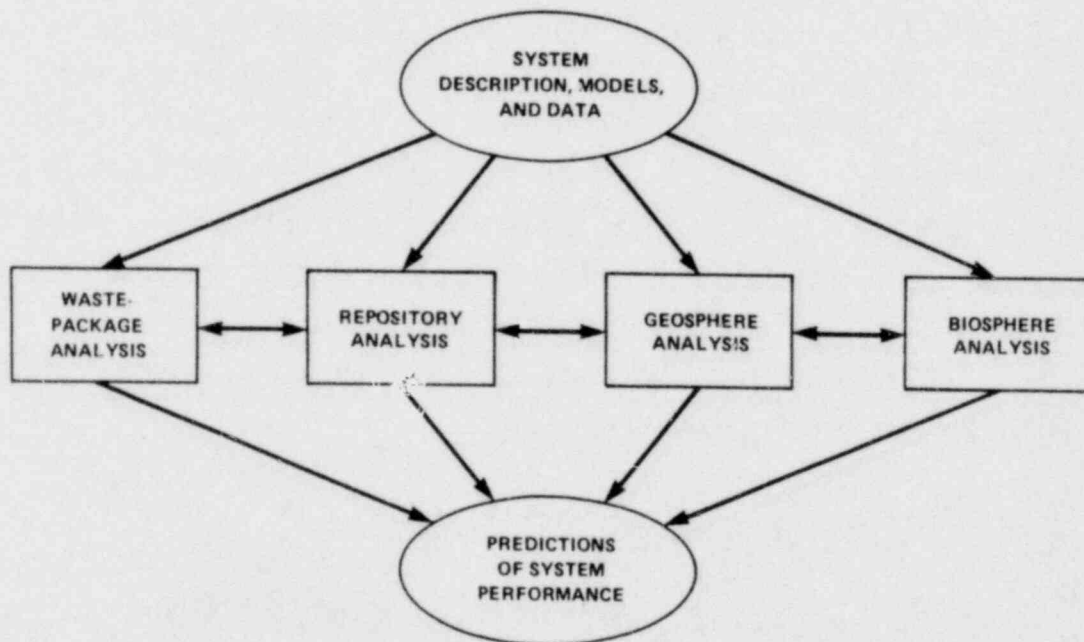 SYSTEM
DESCRIPTION, MODELS,
AND DATA
WASTE-
PACKAGE
ANALYSIS
REPOSITORY
ANALYSIS
GEOSPHERE
ANALYSIS
BIOSPHERE
ANALYSIS
PREDICTIONS
OF SYSTEM
PERFORMANCE